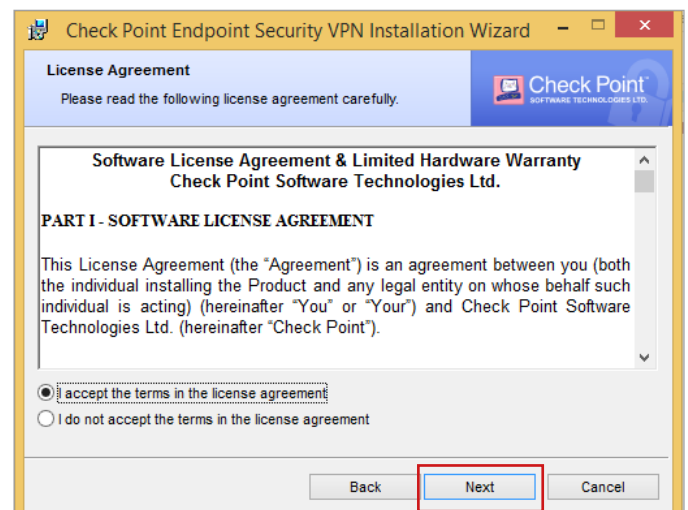 Check Point Endpoint Security VPN Installation Wizard
License Agreement
Please read the following license agreement carefully.
Check Point™
SOFTWARE TECHNOLOGIES LTD.
Software License Agreement & Limited Hardware Warranty
Check Point Software Technologies Ltd.
PART I - SOFTWARE LICENSE AGREEMENT
This License Agreement (the “Agreement”) is an agreement between you (both
the individual installing the Product and any legal entity on whose behalf such
individual is acting) (hereinafter “You” or “Your”) and Check Point Software
Technologies Ltd. (hereinafter “Check Point”).
I accept the terms in the license agreement
I do not accept the terms in the license agreement
Back
Next
Cancel